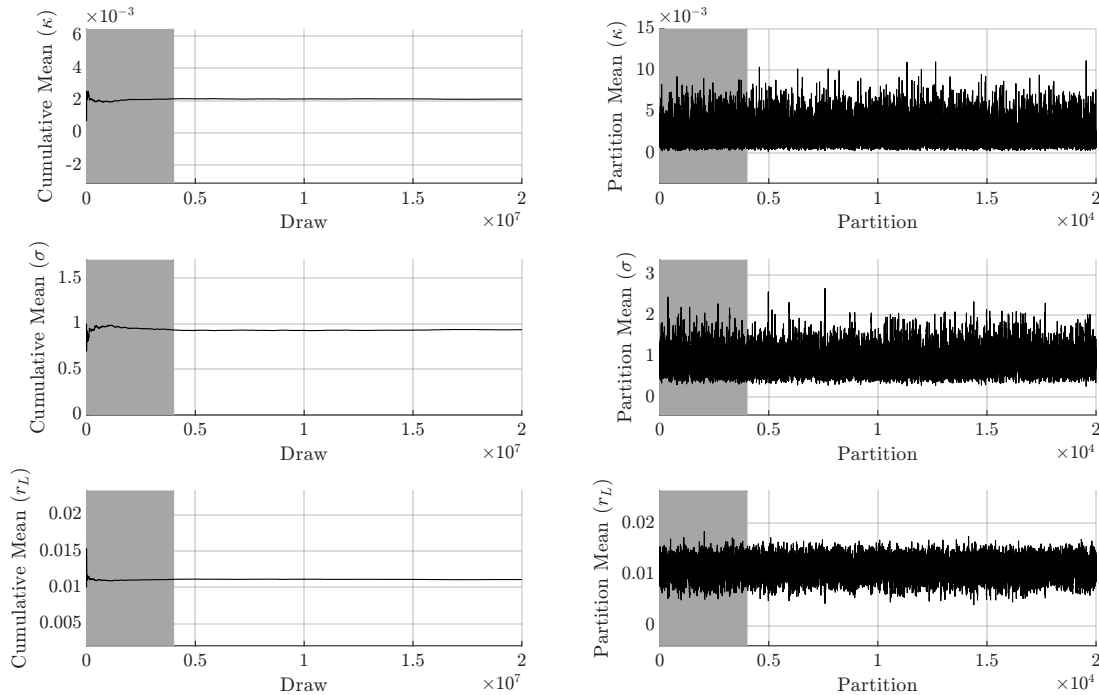 ×10⁻³
6
4
2
0
-2
Cumulative Mean (κ)
0 0.5 1 1.5 2
Draw ×10⁷
×10⁻³
15
10
5
0
Partition Mean (κ)
0 0.5 1 1.5 2
Partition ×10⁴
1.5
1
0.5
0
Cumulative Mean (σ)
0 0.5 1 1.5 2
Draw ×10⁷
3
2
1
0
Partition Mean (σ)
0 0.5 1 1.5 2
Partition ×10⁴
0.02
0.015
0.01
0.005
Cumulative Mean (r_L)
0 0.5 1 1.5 2
Draw ×10⁷
0.02
0.01
0
Partition Mean (r_L)
0 0.5 1 1.5 2
Partition ×10⁴